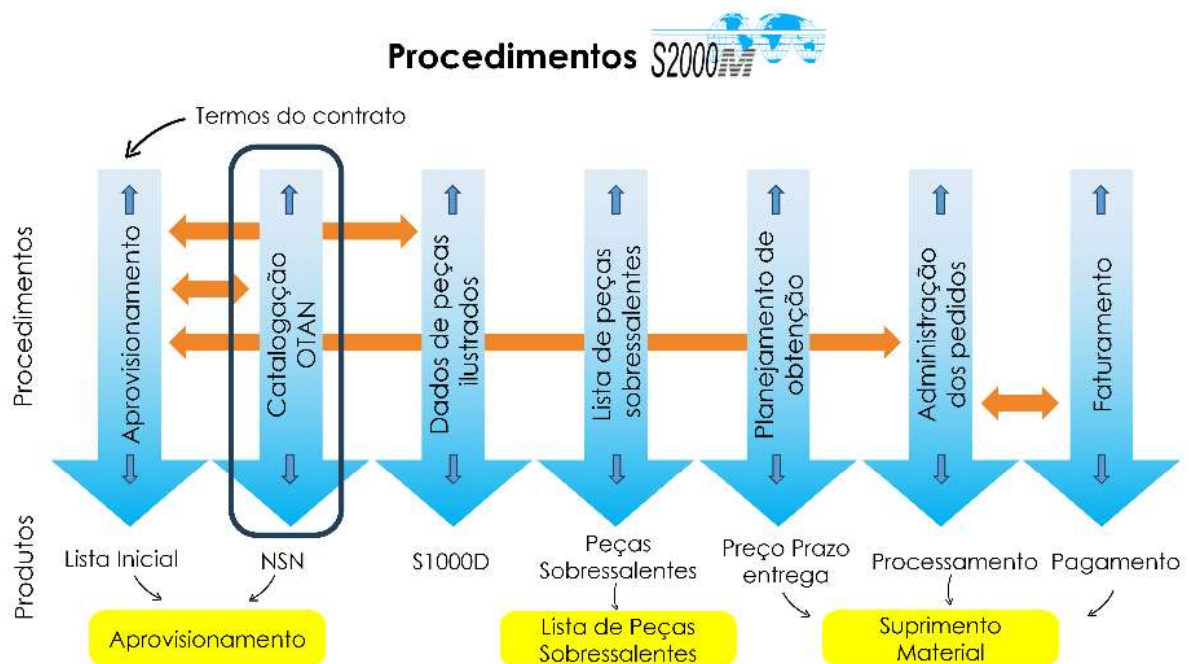 Procedimentos S2000M
Termos do contrato
Procedimentos
Aprovisionamento
Catalogação
OTAN
Dados de peças
ilustrados
Lista de peças
sobressalentes
Planejamento de
obtenção
Administração
dos pedidos
Faturamento
Produtos
Lista Inicial
NSN
S1000D
Peças
Sobressalentes
Preço Prazo
entrega
Processamento
Pagamento
Aprovisionamento
Lista de Peças
Sobressalentes
Suprimento
Material